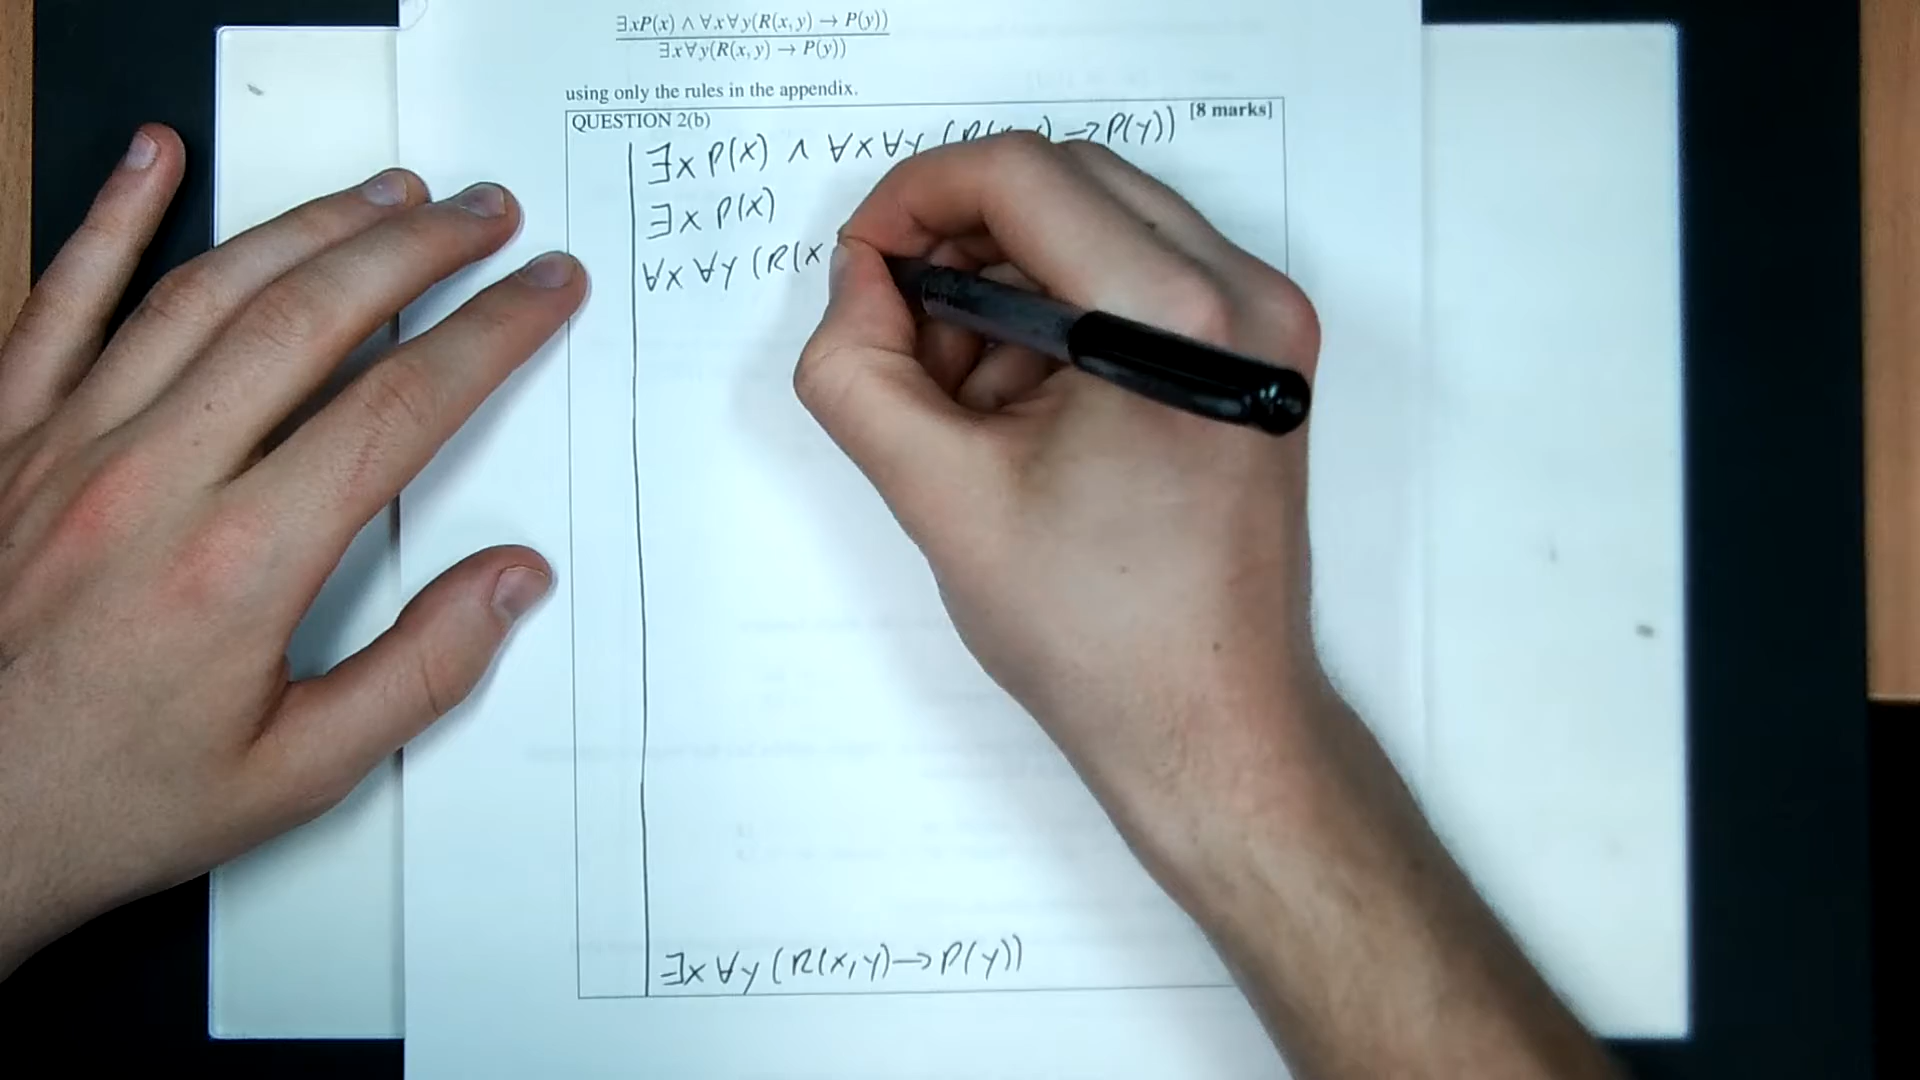 ∃xP(x) ∧ ∀x∀y(R(x, y) → P(y))
∃x∀y(R(x, y) → P(y))
using only the rules in the appendix.
[8 marks]
QUESTION 2(b)
∃x P(x) ∧ ∀x∀y (R( ) → P(y))
∃x P(x)
∀x ∀y (R(x
∃x ∀y (R(x,y) → P(y))